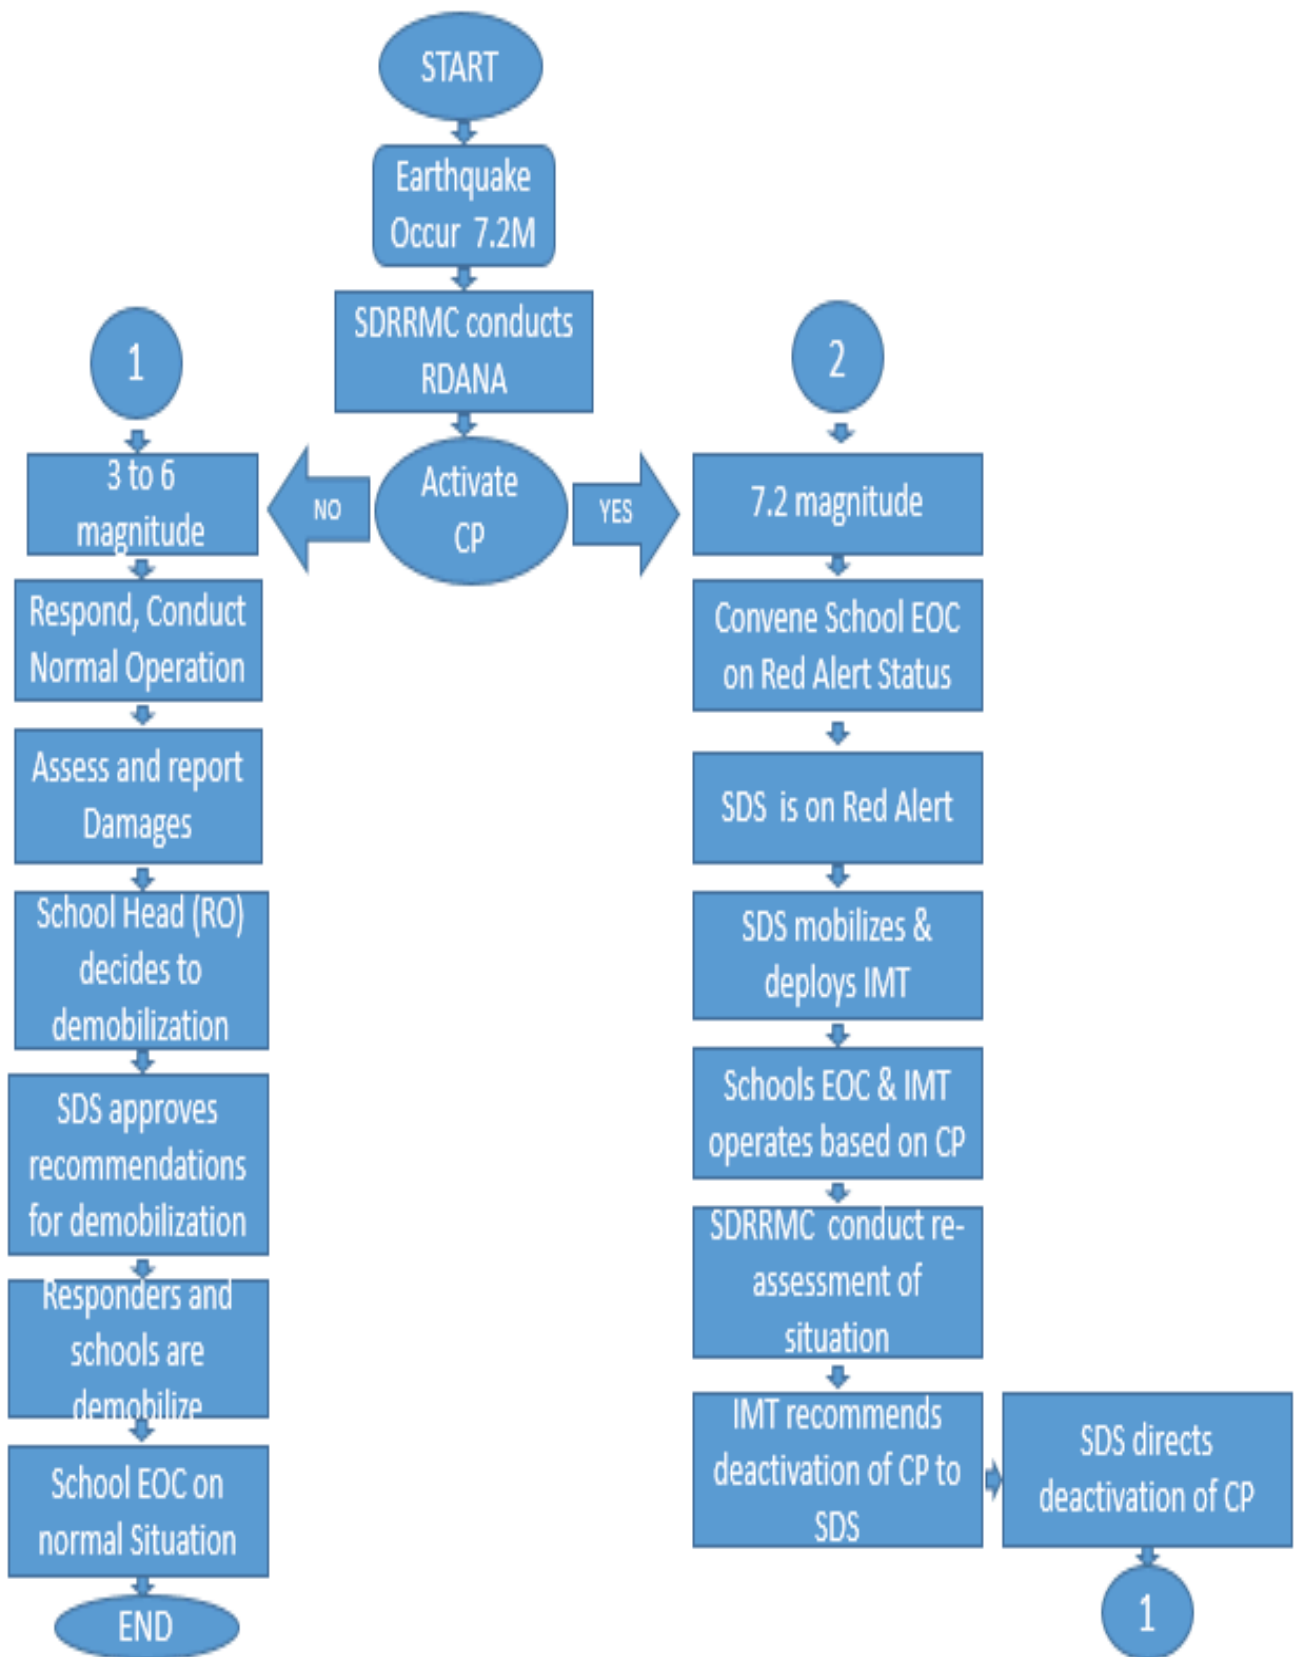 START
Earthquake
Occur 7.2M
SDRRMC conducts
RDANA
Activate
CP
NO
YES
1
3 to 6
magnitude
Respond, Conduct
Normal Operation
Assess and report
Damages
School Head (RO)
decides to
demobilization
SDS approves
recommendations
for demobilization
Responders and
schools are
demobilize
School EOC on
normal Situation
END
2
7.2 magnitude
Convene School EOC
on Red Alert Status
SDS is on Red Alert
SDS mobilizes &
deploys IMT
Schools EOC & IMT
operates based on CP
SDRRMC conduct re-
assessment of
situation
IMT recommends
deactivation of CP to
SDS
SDS directs
deactivation of CP
1